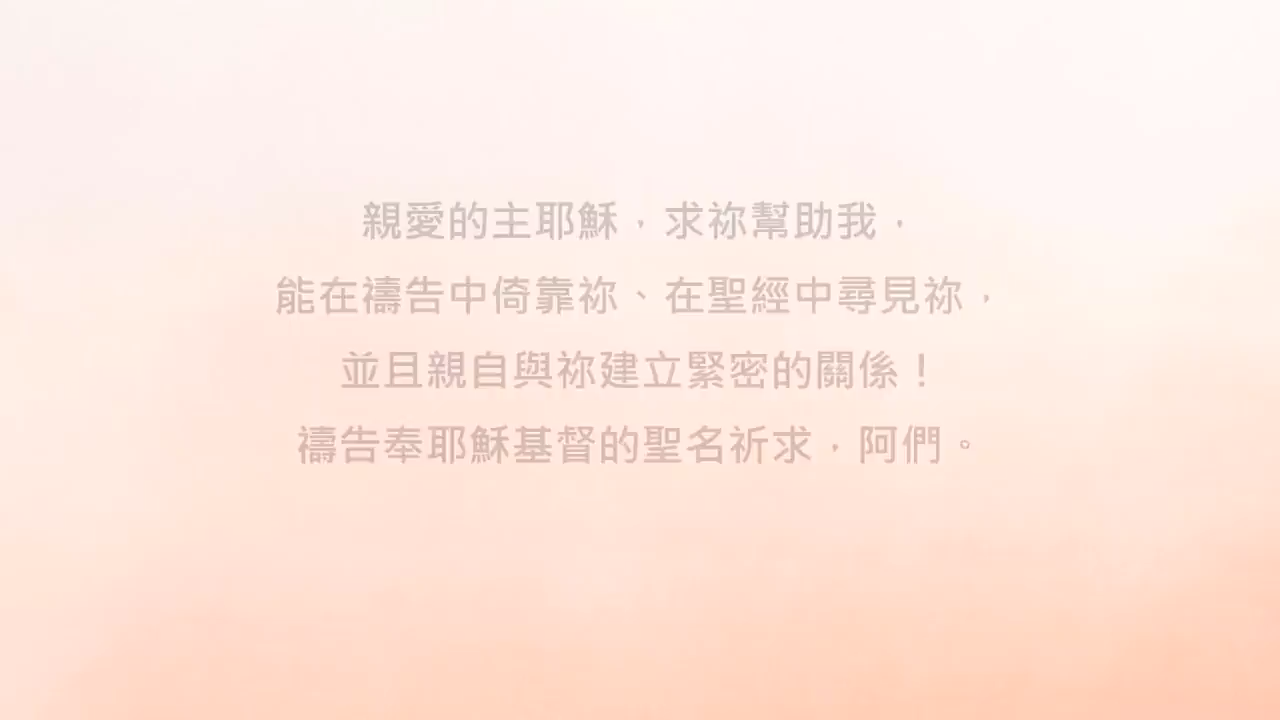 親愛的主耶穌，求祢幫助我，
能在禱告中倚靠祢、在聖經中尋見祢，
並且親自與祢建立緊密的關係！
禱告奉耶穌基督的聖名祈求，阿們。